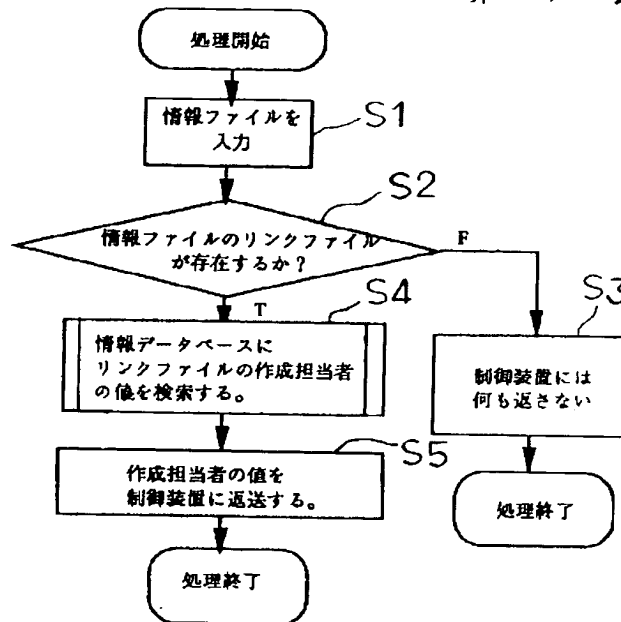 処理開始
情報ファイルを
入力
S1
S2
情報ファイルのリンクファイル
が存在するか？
F
T
S4
S3
情報データベースに
リンクファイルの作成担当者
の値を検索する。
制御装置には
何も返さない
S5
作成担当者の値を
制御装置に返送する。
処理終了
処理終了